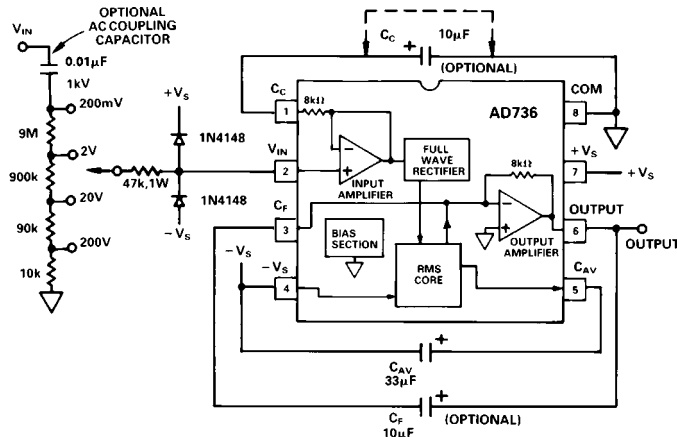 OPTIONAL
AC COUPLING
CAPACITOR
VIN
0.01µF
1kV
200mV
9M
2V
900k
20V
90k
200V
10k
47k, 1W
+VS
1N4148
1N4148
−VS
CC
10µF
+
(OPTIONAL)
CC
1
8kΩ
AD736
COM
8
VIN
2
−
+
INPUT
AMPLIFIER
FULL
WAVE
RECTIFIER
+VS
7
+VS
CF
3
BIAS
SECTION
8kΩ
−
+
OUTPUT
AMPLIFIER
OUTPUT
6
OUTPUT
−VS
−VS
4
RMS
CORE
CAV
5
+
CAV
33µF
+
CF
10µF
(OPTIONAL)